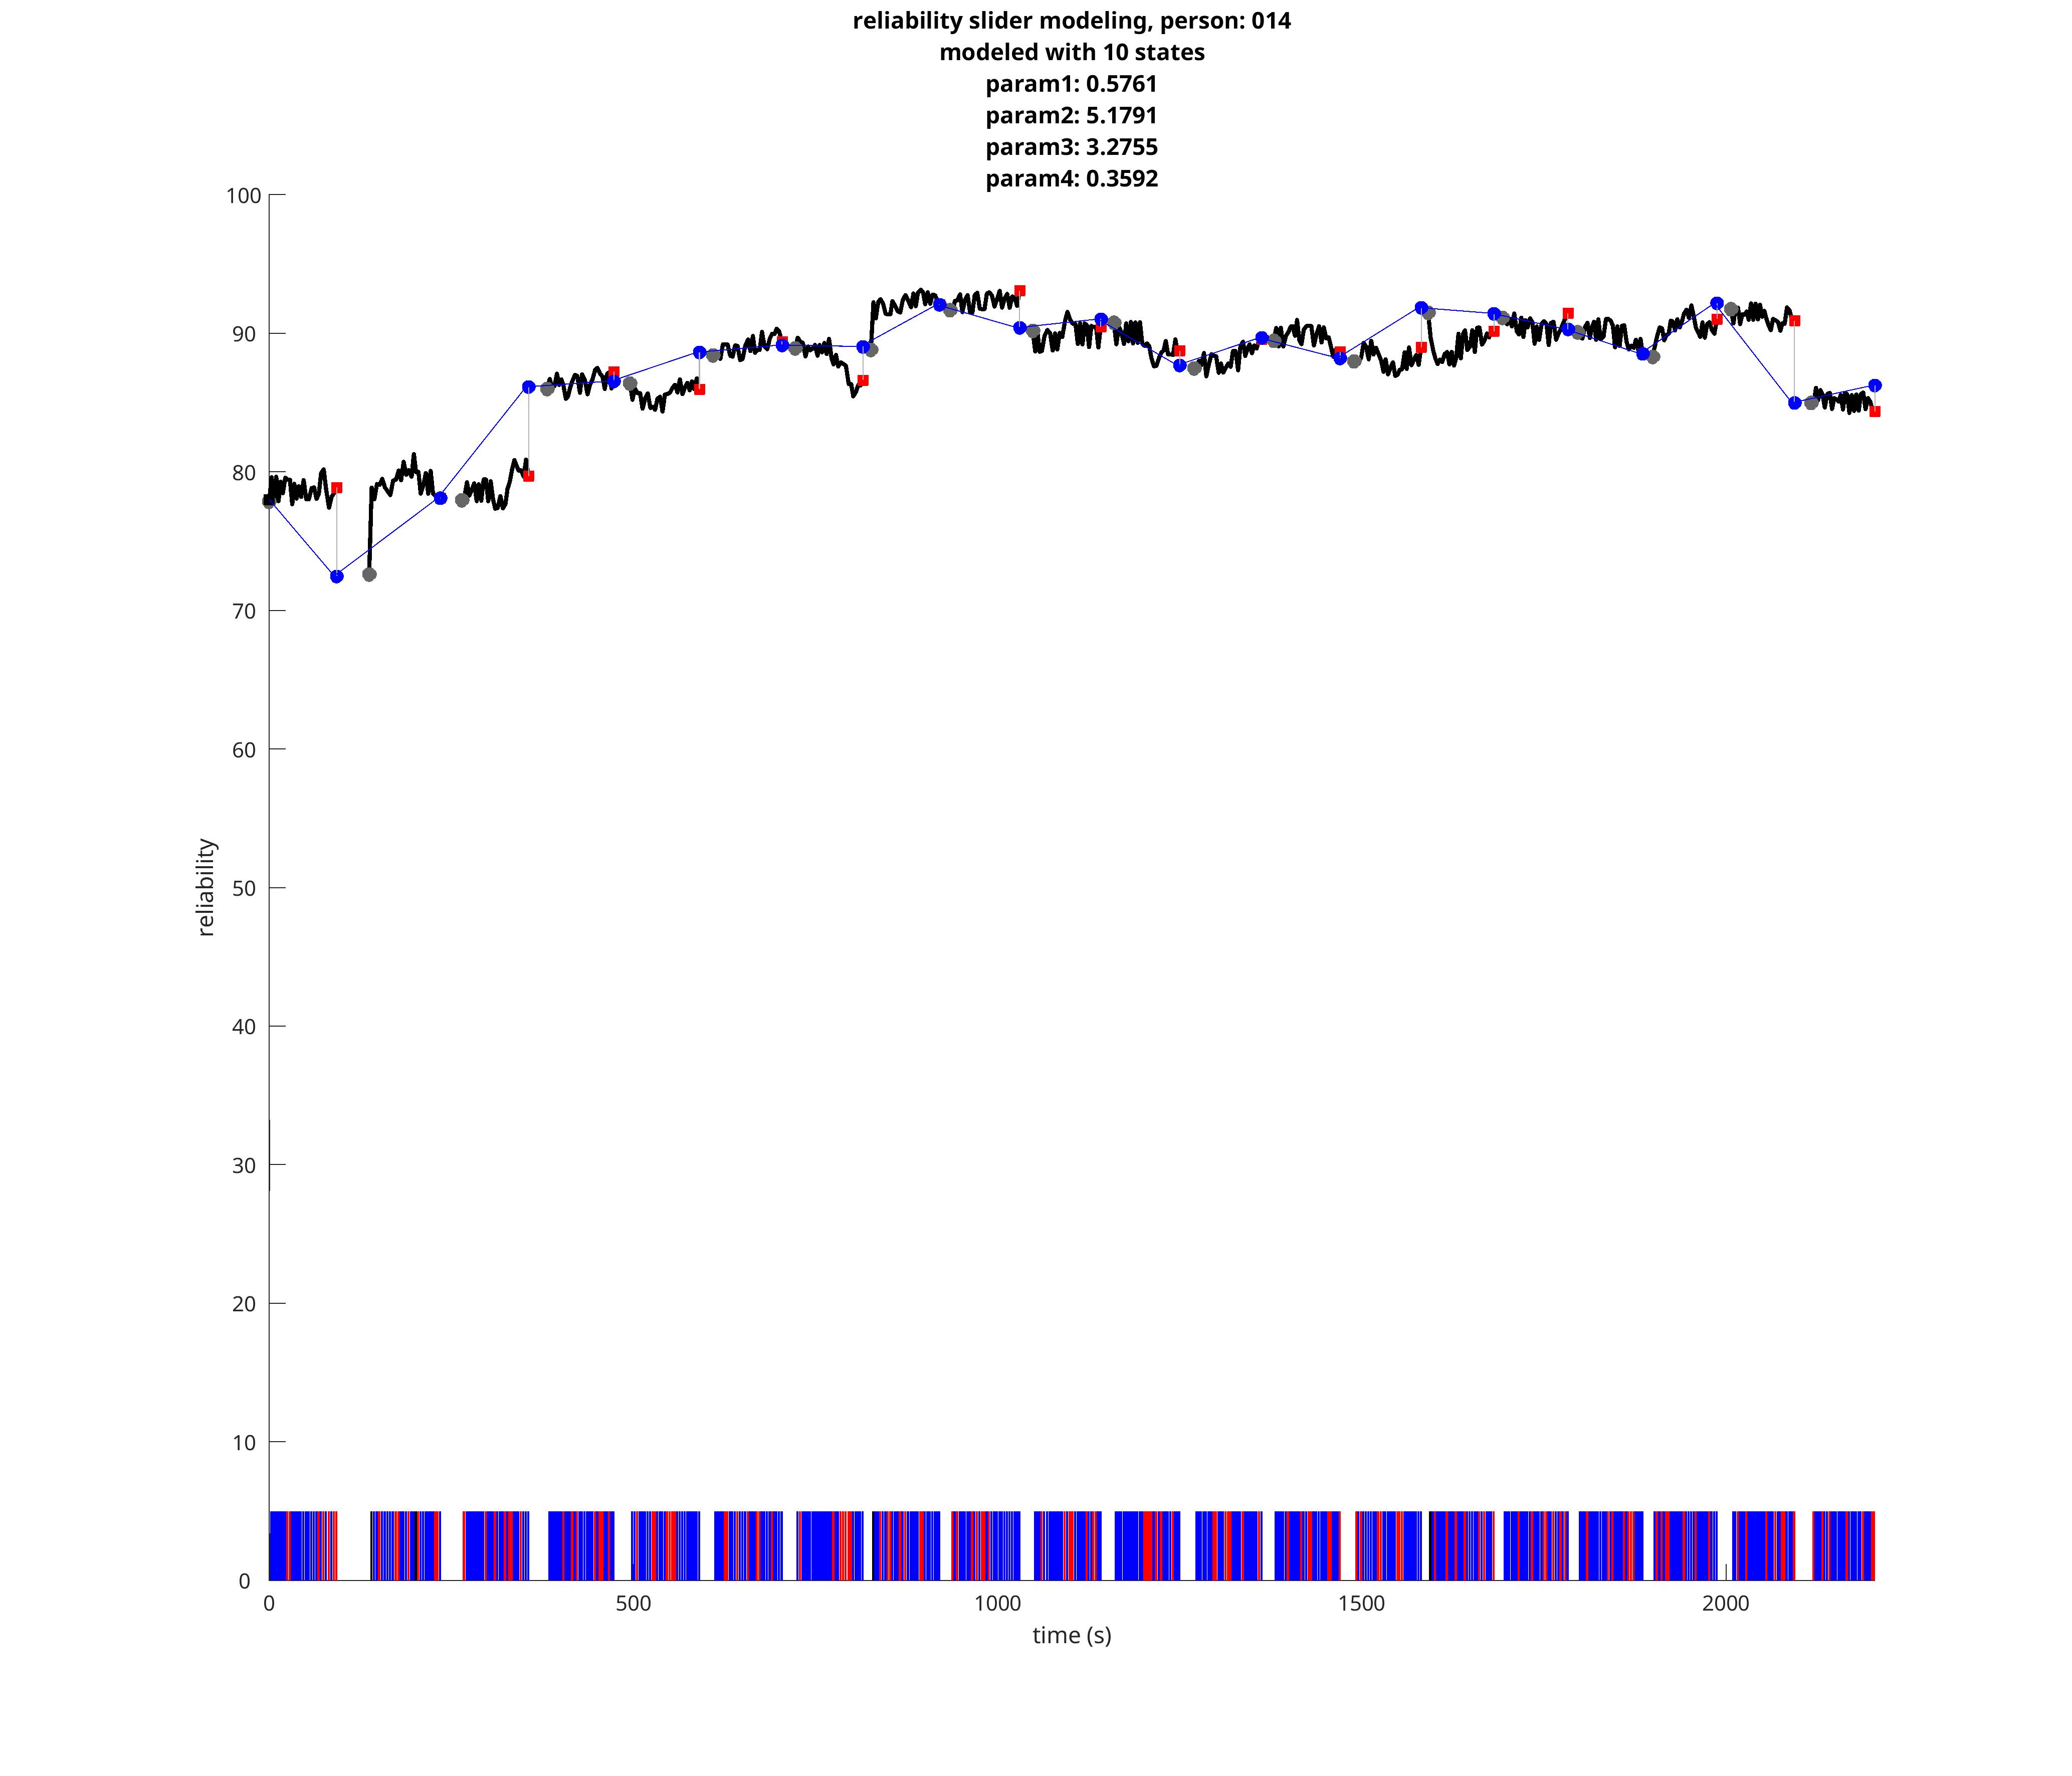 reliability slider modeling, person: 014
modeled with 10 states
param1: 0.5761
param2: 5.1791
param3: 3.2755
param4: 0.3592
100
90
80
70
60
50
40
30
20
10
0
reliability
0 500 1000 1500 2000
time (s)